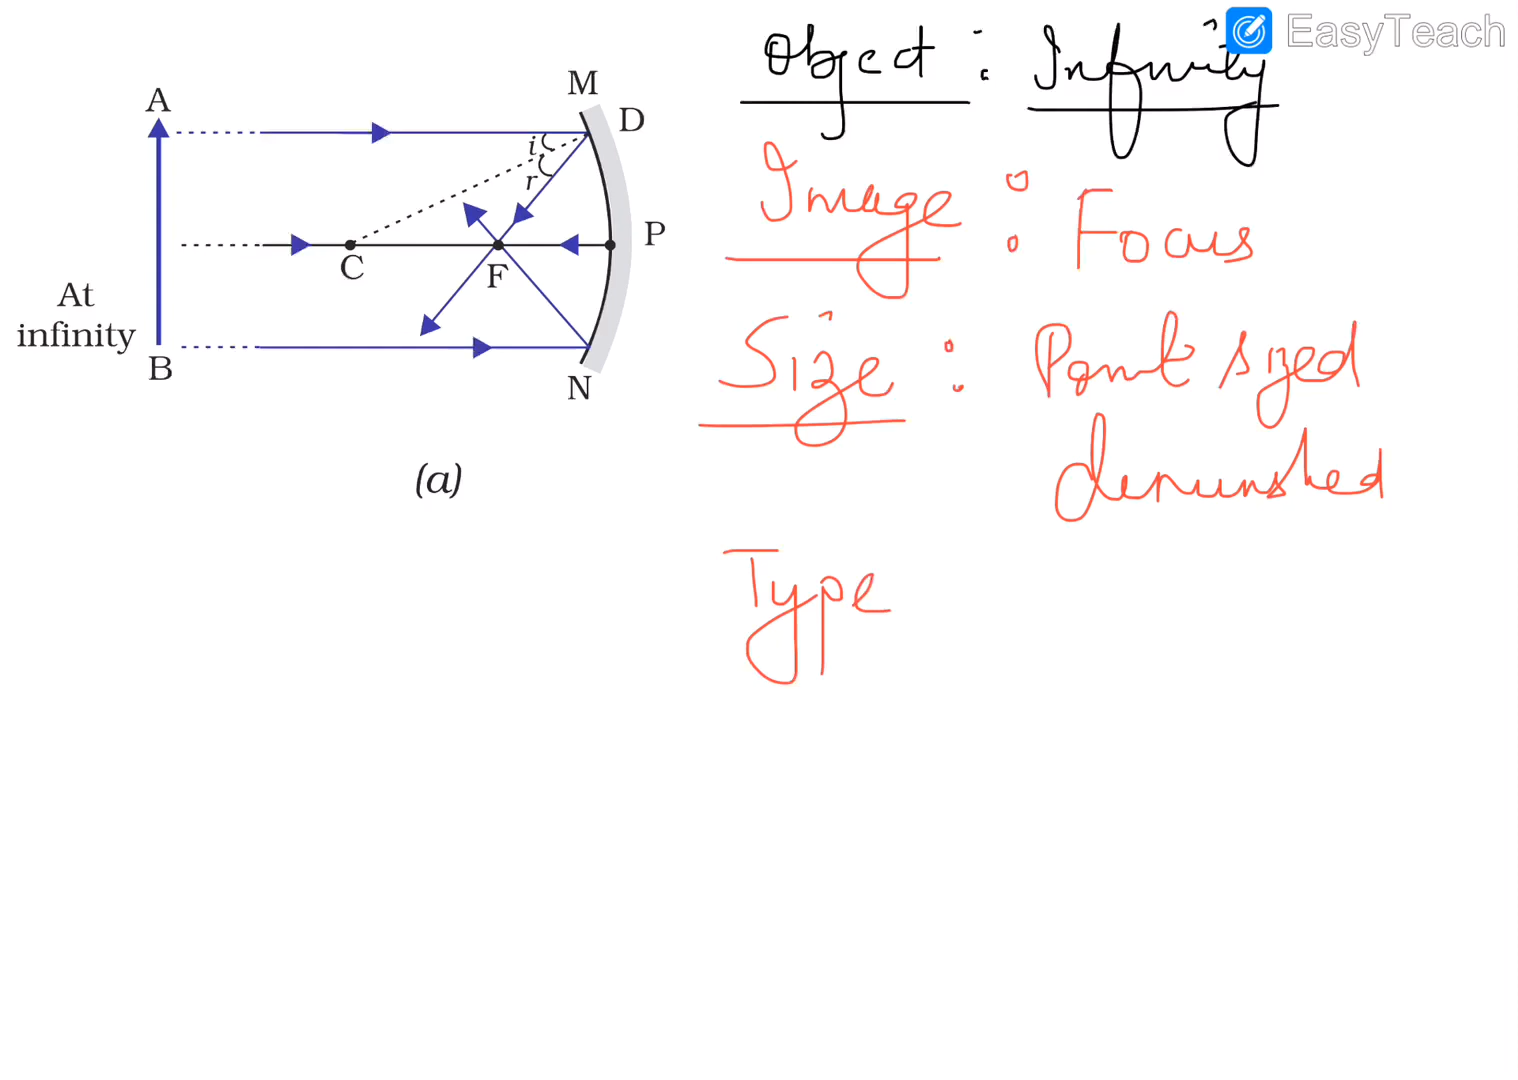 EasyTeach
Object : Infinity
A
M
D
i
r
Image : Focus
P
C
F
At
infinity
B
N
Size : Point sized
diminished
(a)
Type